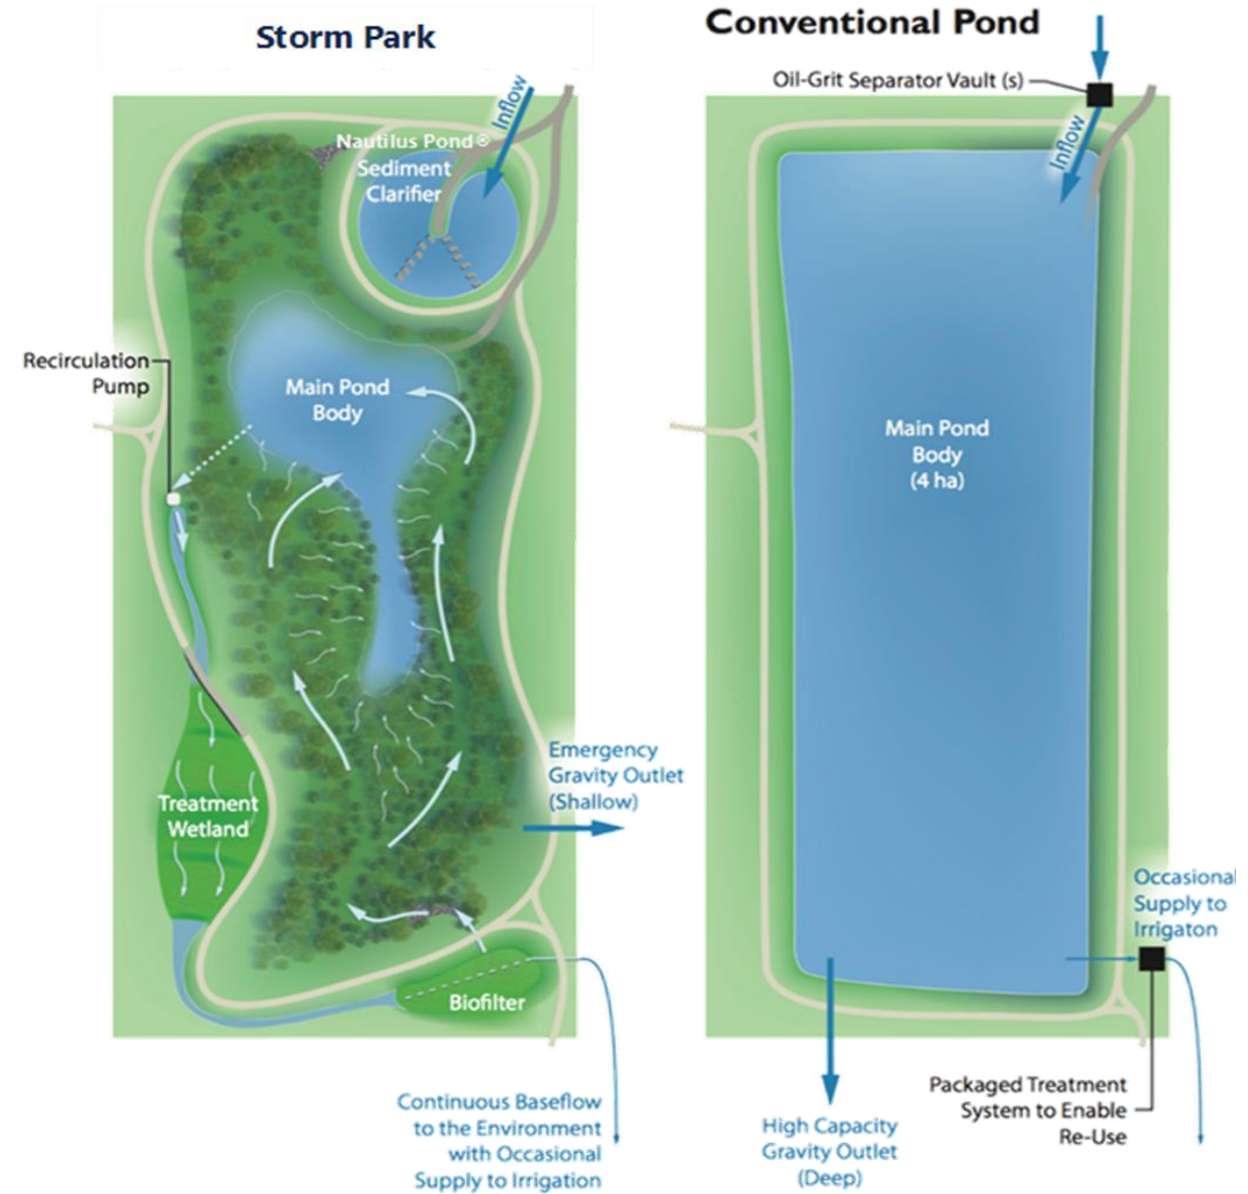 Storm Park
Inflow
Nautilus Pond®
Sediment
Clarifier
Recirculation
Pump
Main Pond
Body
Emergency
Gravity Outlet
(Shallow)
Treatment
Wetland
Biofilter
Continuous Baseflow
to the Environment
with Occasional
Supply to Irrigation
Conventional Pond
Oil-Grit Separator Vault (s)
Inflow
Main Pond
Body
(4 ha)
Occasional
Supply to
Irrigaton
Packaged Treatment
System to Enable
Re-Use
High Capacity
Gravity Outlet
(Deep)